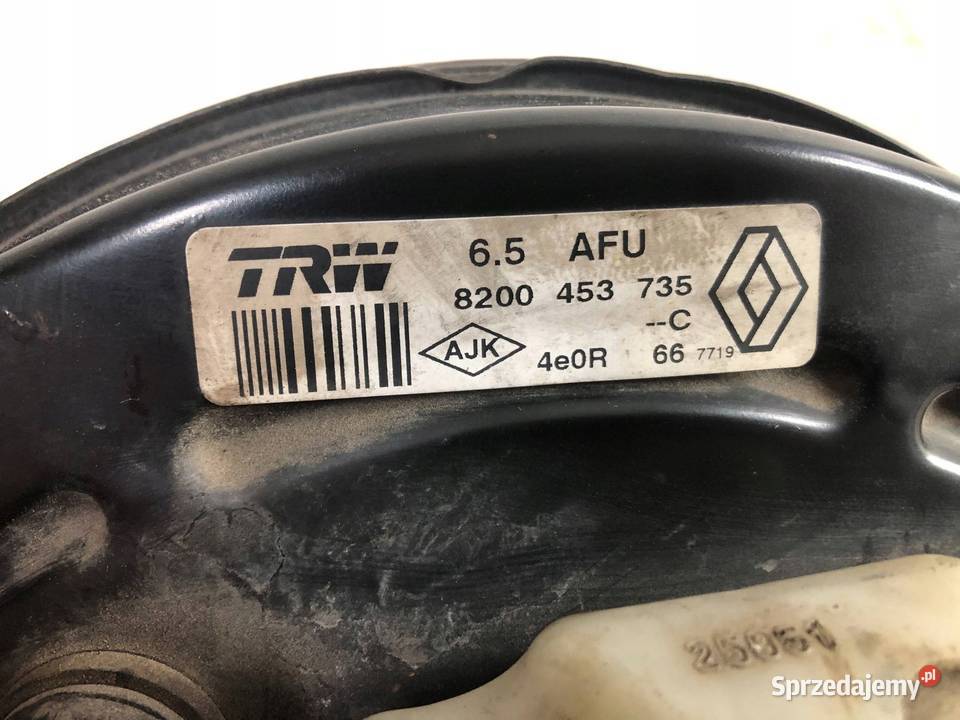 TRW 6.5 AFU
8200 453 735
--C
AJK 4e0R 66 7719
25051
Sprzedajemy.pl